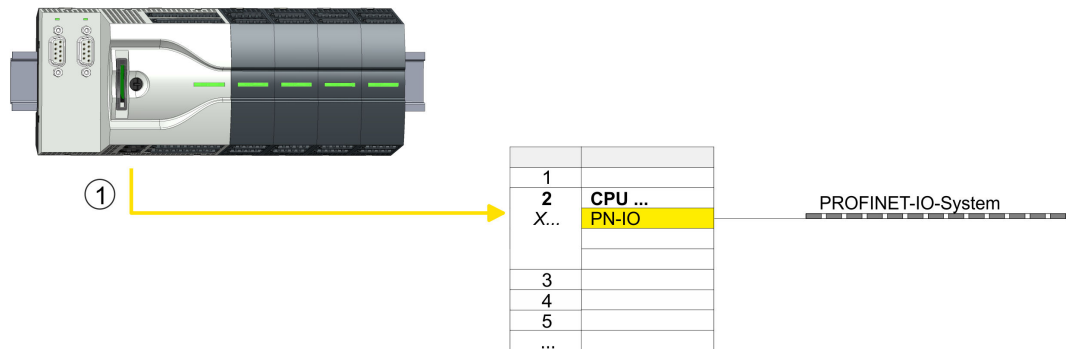 ①
1
2 CPU ...
X... PN-IO
3
4
5
...
PROFINET-IO-System